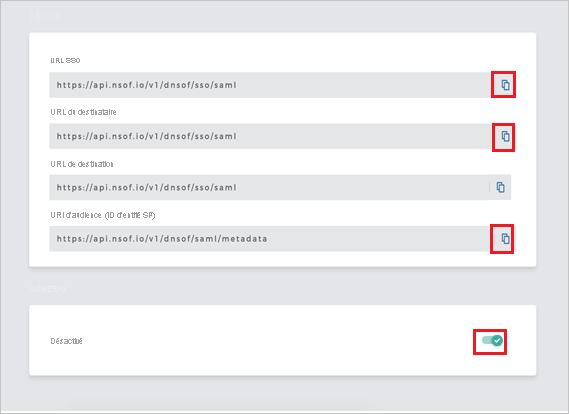 URL SSO
https://api.nsof.io/v1/dnsof/sso/saml
URL du destinataire
https://api.nsof.io/v1/dnsof/sso/saml
URL de destination
https://api.nsof.io/v1/dnsof/sso/saml
URI d'audience (ID d'entité SP)
https://api.nsof.io/v1/dnsof/saml/metadata
Désactivé